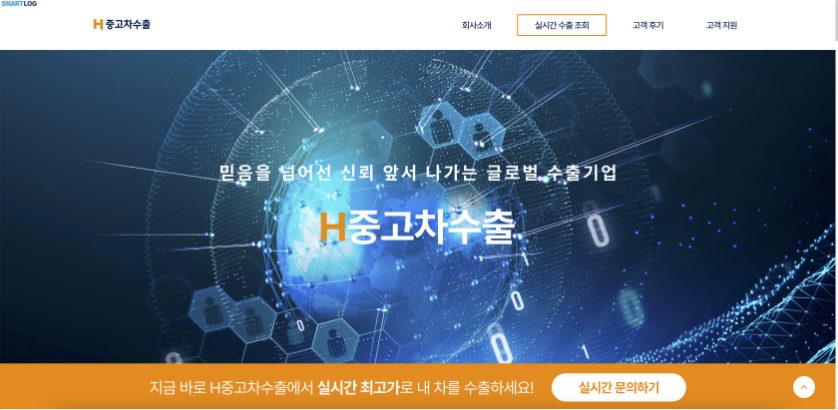 SMARTLOG
H 중고차수출
회사소개
실시간 수출 조회
고객 후기
고객 지원
믿음을 넘어선 신뢰 앞서 나가는 글로벌 수출기업
H중고차수출
지금 바로 H중고차수출에서 실시간 최고가로 내 차를 수출하세요!
실시간 문의하기